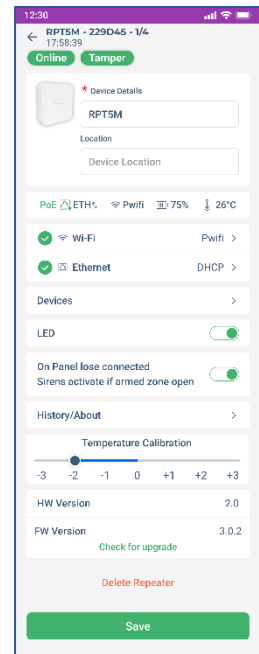 12:30
RPT5M - 229D45 - 1/4
17:58:39
Online Tamper
* Device Details
RPT5M
Location
Device Location
PoE ETH Pwifi 75% 26°C
Wi-Fi Pwifi >
Ethernet DHCP >
Devices >
LED
On Panel lose connected
Sirens activate if armed zone open
History/About >
Temperature Calibration
-3 -2 -1 0 +1 +2 +3
HW Version 2.0
FW Version 3.0.2
Check for upgrade
Delete Repeater
Save